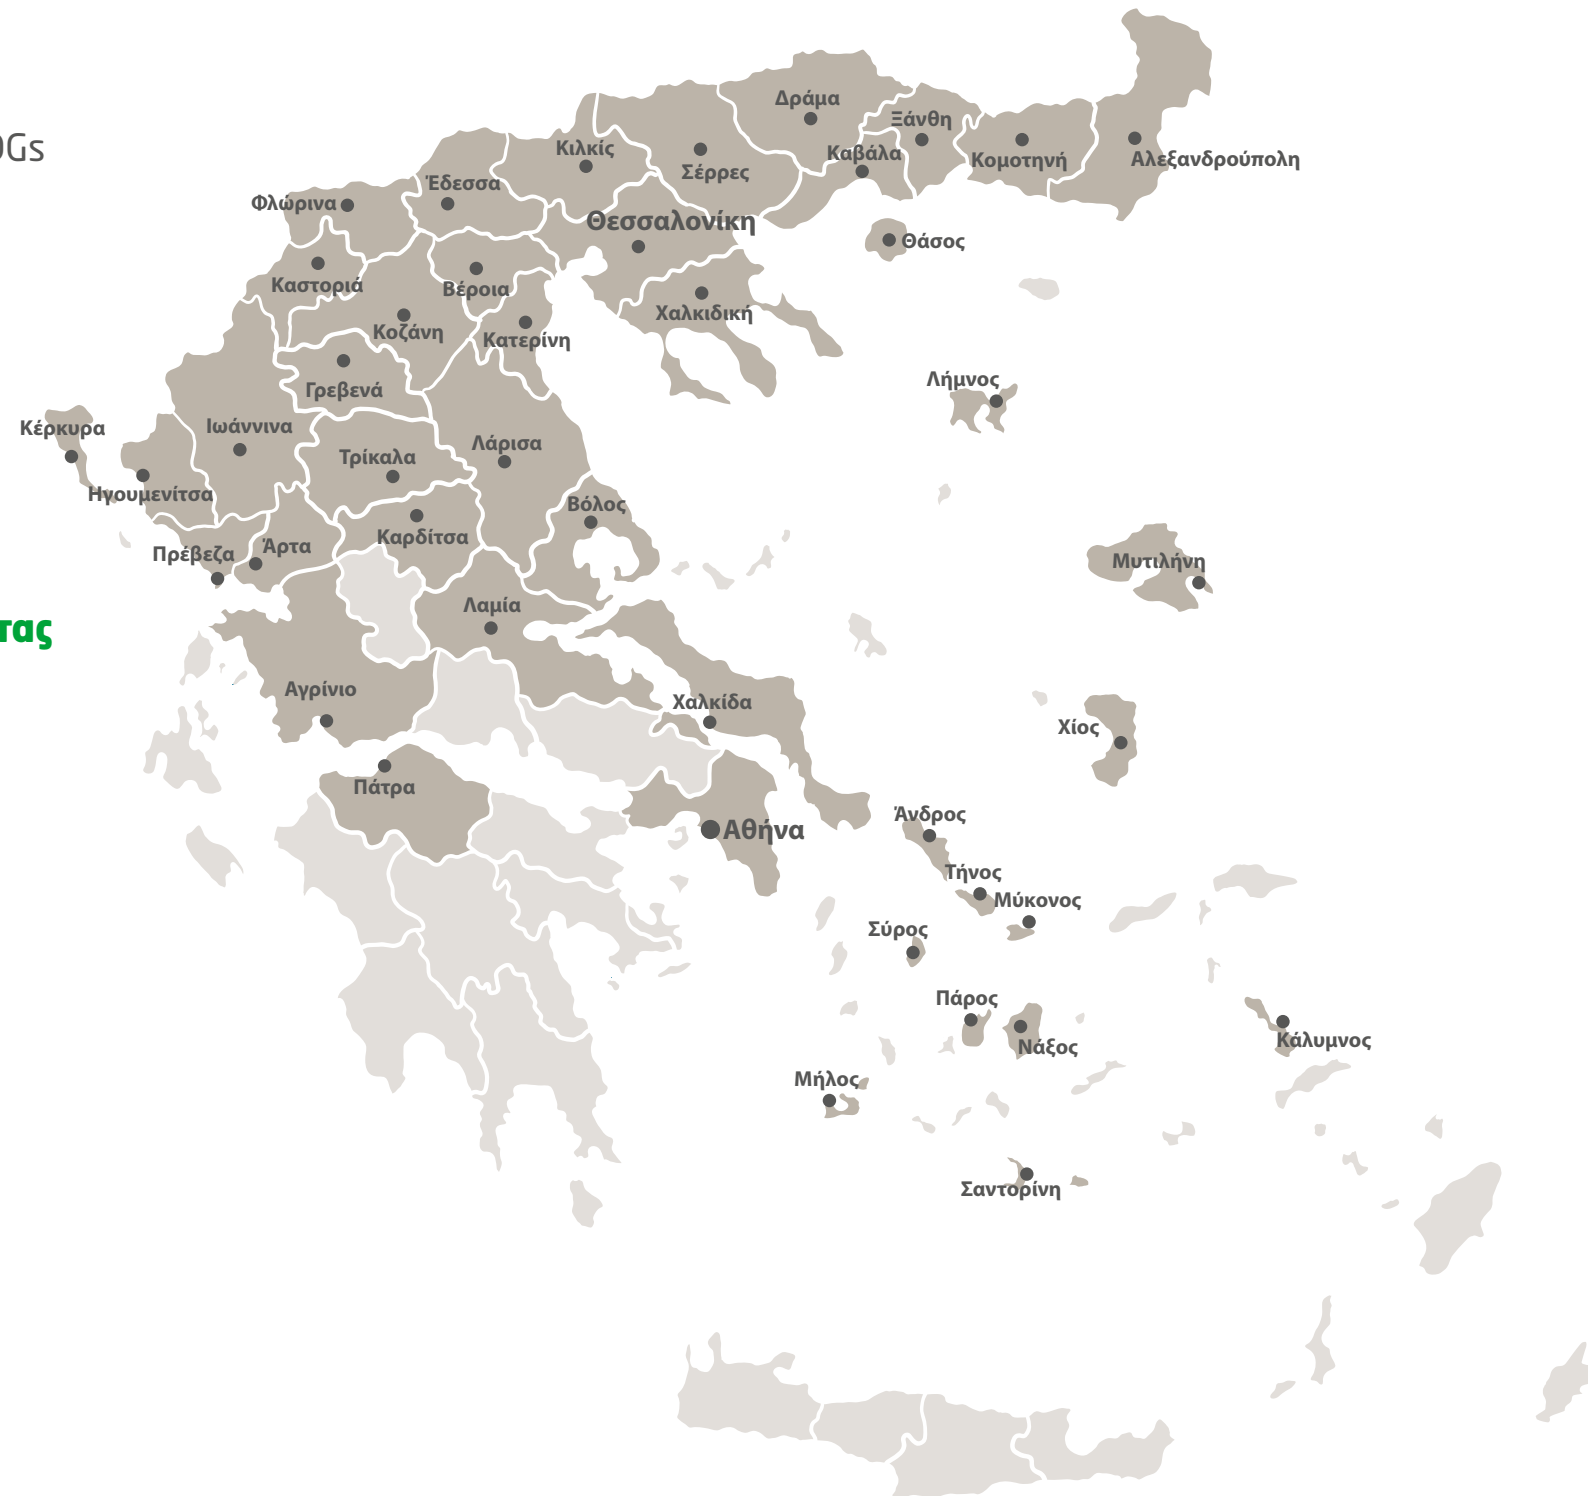 Δράμα
Ξάνθη
Κιλκίς
Καβάλα
Κομοτηνή
Αλεξανδρούπολη
Σέρρες
Έδεσσα
Φλώρινα
Θεσσαλονίκη
Θάσος
Καστοριά
Βέροια
Χαλκιδική
Κοζάνη
Κατερίνη
Λήμνος
Γρεβενά
Κέρκυρα
Ιωάννινα
Λάρισα
Τρίκαλα
Ηγουμενίτσα
Βόλος
Καρδίτσα
Άρτα
Πρέβεζα
Μυτιλήνη
Λαμία
Αγρίνιο
Χαλκίδα
Χίος
Πάτρα
Άνδρος
Αθήνα
Τήνος
Μύκονος
Σύρος
Πάρος
Κάλυμνος
Νάξος
Μήλος
Σαντορίνη